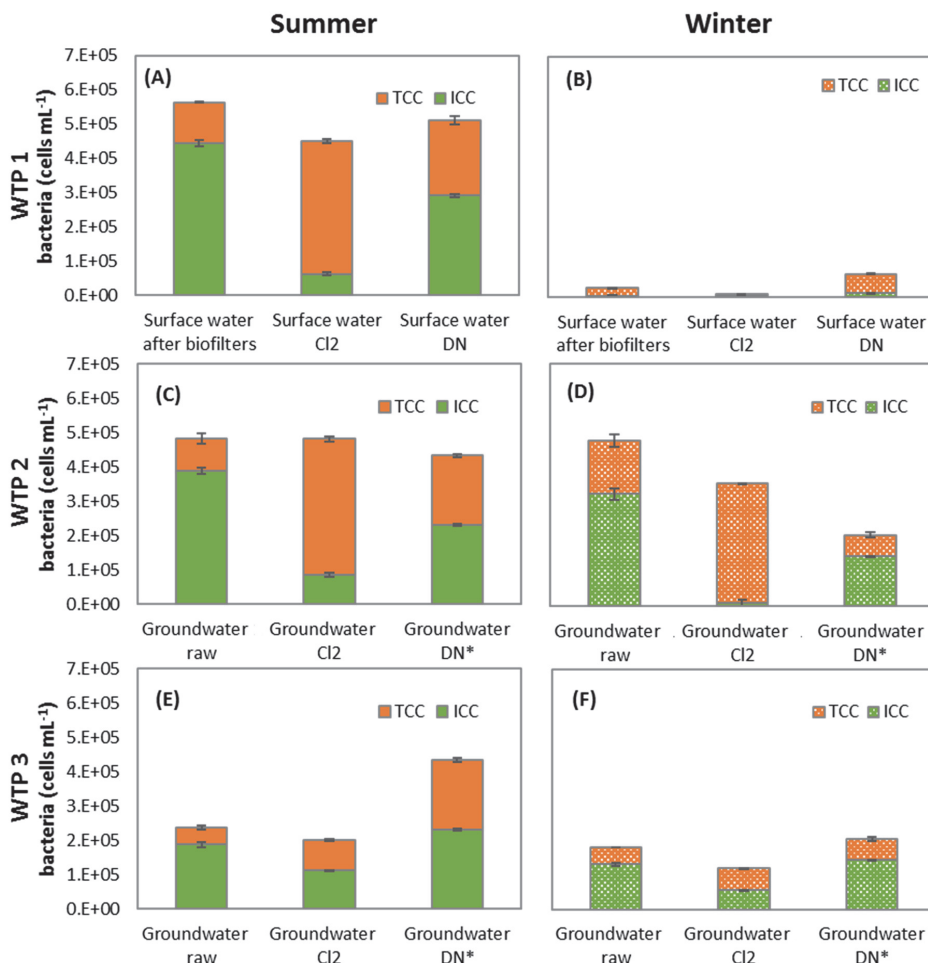 Summer
Winter
WTP 1
bacteria (cells mL-1)
7.E+05
6.E+05
5.E+05
4.E+05
3.E+05
2.E+05
1.E+05
0.E+00
(A)
TCC ICC
Surface water after biofilters
Surface water Cl2
Surface water DN
(B)
TCC ICC
Surface water after biofilters
Surface water Cl2
Surface water DN
WTP 2
bacteria (cells mL-1)
7.E+05
6.E+05
5.E+05
4.E+05
3.E+05
2.E+05
1.E+05
0.E+00
(C)
TCC ICC
Groundwater raw
Groundwater Cl2
Groundwater DN*
(D)
TCC ICC
Groundwater raw
Groundwater Cl2
Groundwater DN*
WTP 3
bacteria (cells mL-1)
7.E+05
6.E+05
5.E+05
4.E+05
3.E+05
2.E+05
1.E+05
0.E+00
(E)
TCC ICC
Groundwater raw
Groundwater Cl2
Groundwater DN*
(F)
TCC ICC
Groundwater raw
Groundwater Cl2
Groundwater DN*